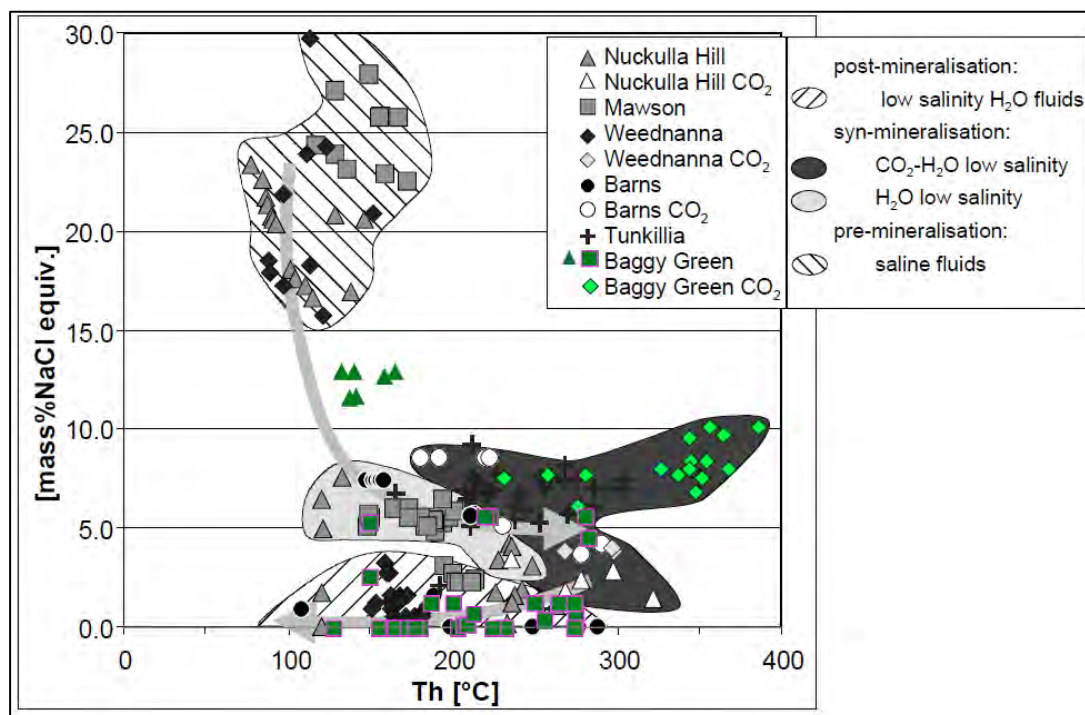 30.0
25.0
20.0
15.0
10.0
5.0
0.0
[mass%NaCl equiv.]
0
100
200
300
400
Th [°C]
Nuckulla Hill
Nuckulla Hill CO₂
Mawson
Weednanna
Weednanna CO₂
Barns
Barns CO₂
Tunkillia
Baggy Green
Baggy Green CO₂
post-mineralisation:
low salinity H₂O fluids
syn-mineralisation:
CO₂-H₂O low salinity
H₂O low salinity
pre-mineralisation:
saline fluids